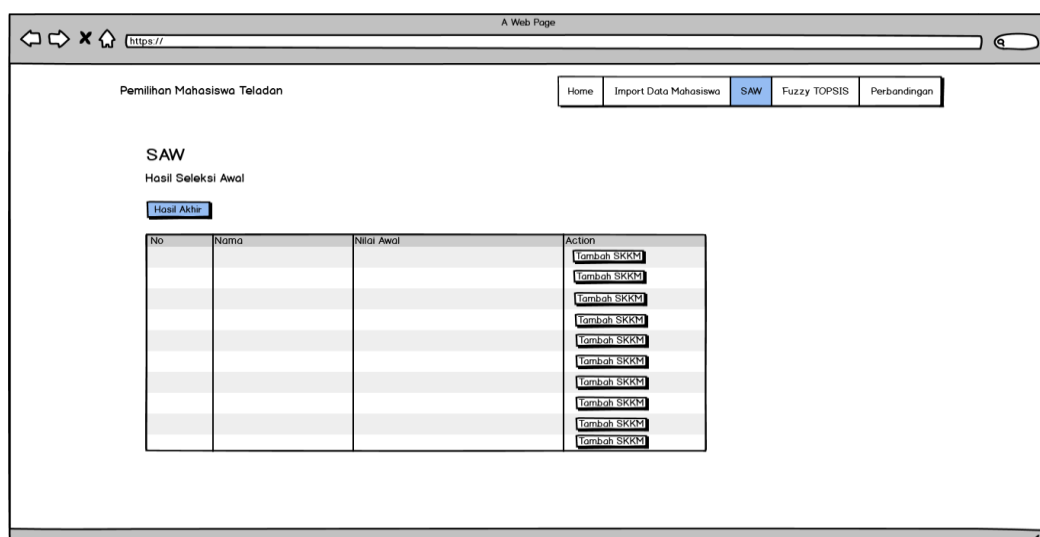 A Web Page
https://
Pemilihan Mahasiswa Teladan
Home Import Data Mahasiswa SAW Fuzzy TOPSIS Perbandingan
SAW
Hasil Seleksi Awal
Hasil Akhir
No Nama Nilai Awal Action
Tambah SKKM
Tambah SKKM
Tambah SKKM
Tambah SKKM
Tambah SKKM
Tambah SKKM
Tambah SKKM
Tambah SKKM
Tambah SKKM
Tambah SKKM